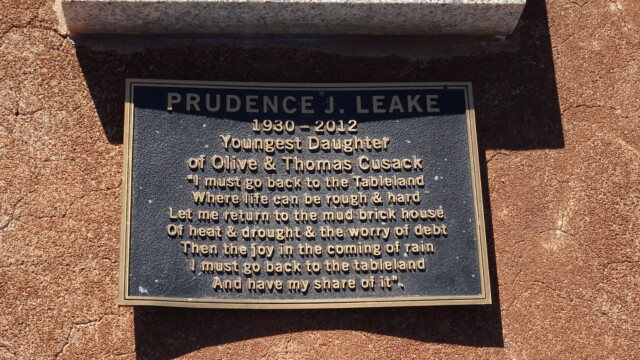 PRUDENCE J. LEAKE
1930 – 2012
Youngest Daughter
of Olive & Thomas Cusack
"I must go back to the Tableland
Where life can be rough & hard
Let me return to the mud brick house
Of heat & drought & the worry of debt
Then the joy in the coming of rain
'I must go back to the tableland
And have my share of it".